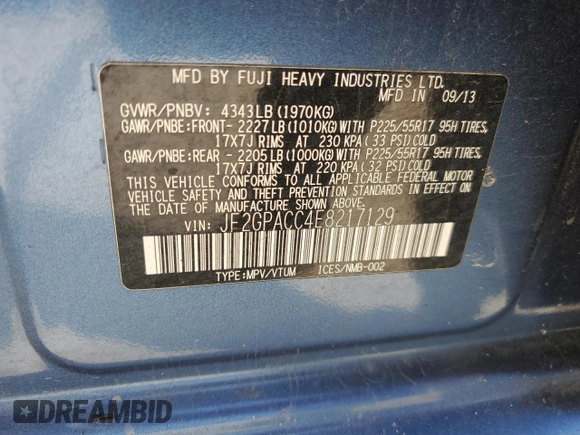 MFD BY FUJI HEAVY INDUSTRIES LTD.
MFD IN 09/13
GVWR/PNBV: 4343LB (1970KG)
GAWR/PNBE:FRONT- 2227LB(1010KG)WITH P225/55R17 95H TIRES,
17X7J RIMS AT 230 KPA( 33 PSI)COLD
GAWR/PNBE:REAR - 2205LB(1000KG)WITH P225/55R17 95H TIRES,
17X7J RIMS AT 220 KPA( 32 PSI)COLD
THIS VEHICLE CONFORMS TO ALL APPLICABLE FEDERAL MOTOR
VEHICLE SAFETY AND THEFT PREVENTION STANDARDS IN EFFECT ON
THE DATE OF MANUFACTURE SHOWN ABOVE.
VIN: JF2GPACC4E8217129
TYPE:MPV/VTUM ICES/NMB-002
DREAMBID